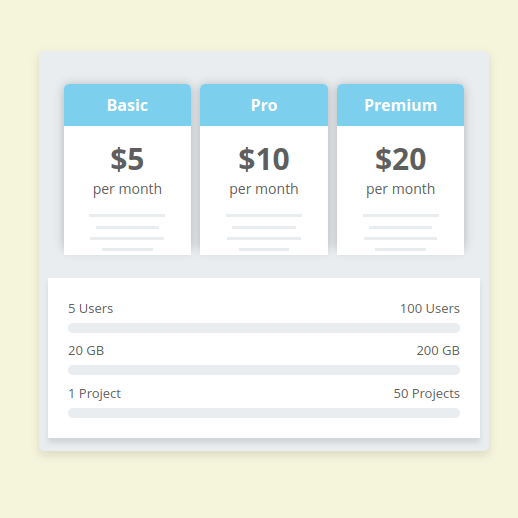 Basic
Pro
Premium
$5
$10
$20
per month
per month
per month
5 Users
100 Users
20 GB
200 GB
1 Project
50 Projects